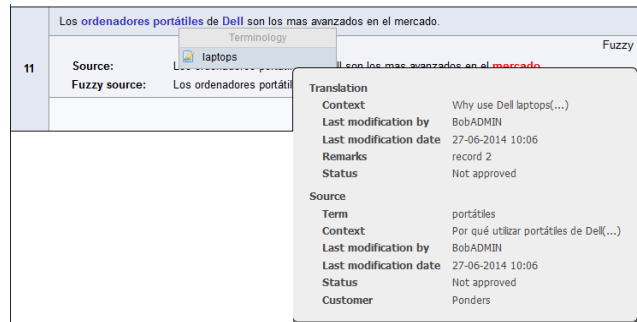 Los ordenadores portátiles de Dell son los mas avanzados en el mercado.
Terminology
laptops
Fuzzy
11
Source: Los ordenadores portát ll son los mas avanzados en el mercado
Fuzzy source: Los ordenadores portátil
Translation
Context Why use Dell laptops(...)
Last modification by BobADMIN
Last modification date 27-06-2014 10:06
Remarks record 2
Status Not approved
Source
Term portátiles
Context Por qué utilizar portátiles de Dell(...)
Last modification by BobADMIN
Last modification date 27-06-2014 10:06
Status Not approved
Customer Ponders